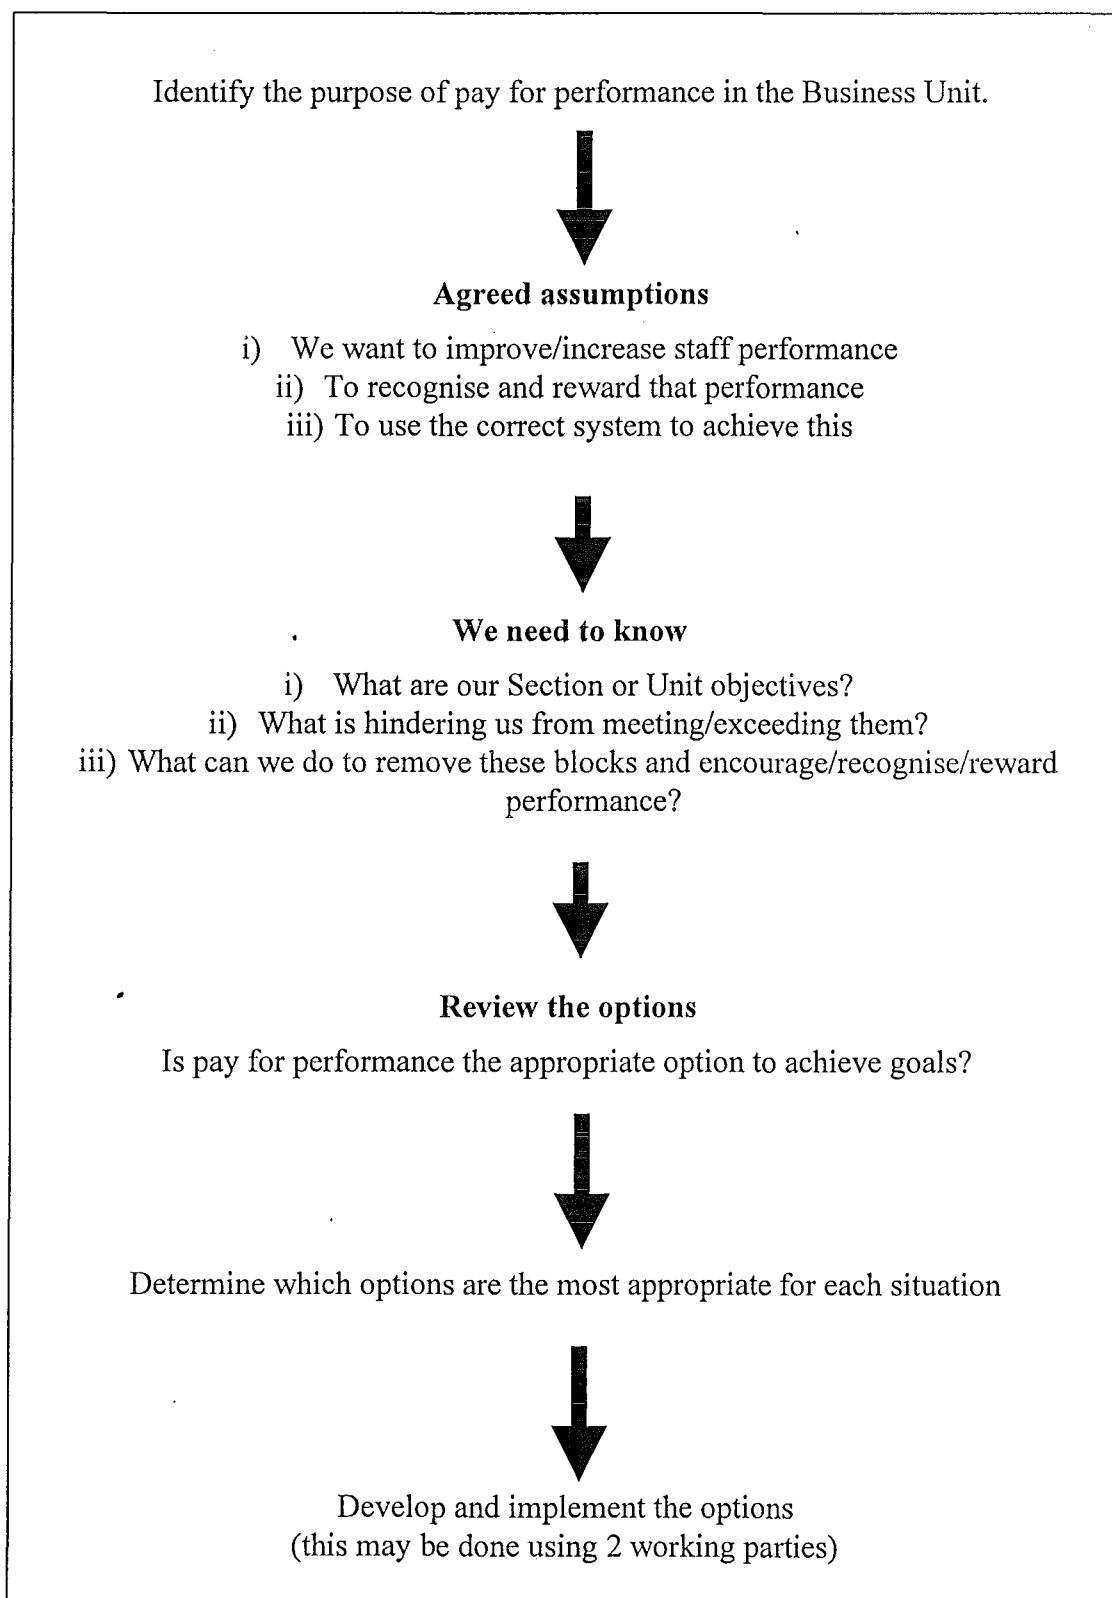 Identify the purpose of pay for performance in the Business Unit.
Agreed assumptions
i) We want to improve/increase staff performance
ii) To recognise and reward that performance
iii) To use the correct system to achieve this
We need to know
i) What are our Section or Unit objectives?
ii) What is hindering us from meeting/exceeding them?
iii) What can we do to remove these blocks and encourage/recognise/reward
performance?
Review the options
Is pay for performance the appropriate option to achieve goals?
Determine which options are the most appropriate for each situation
Develop and implement the options
(this may be done using 2 working parties)